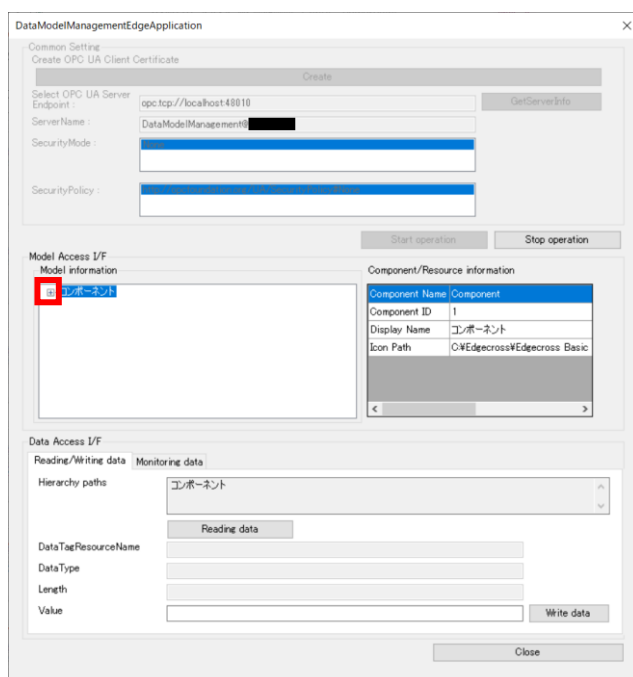 DataModelManagementEdgeApplication
Common Setting
Create OPC UA Client Certificate
Create
Select OPC UA Server
Endpoint :
opc.tcp://localhost:48010
GetServerInfo
ServerName :
DataModelManagement@
SecurityMode :
None
SecurityPolicy :
Start operation
Stop operation
Model Access I/F
Model information
コンポーネント
Component/Resource information
Component Name Component
Component ID 1
Display Name コンポーネント
Icon Path C:¥Edgecross¥Edgecross Basic
Data Access I/F
Reading/Writing data Monitoring data
Hierarchy paths コンポーネント
Reading data
DataTagResourceName
DataType
Length
Value
Write data
Close